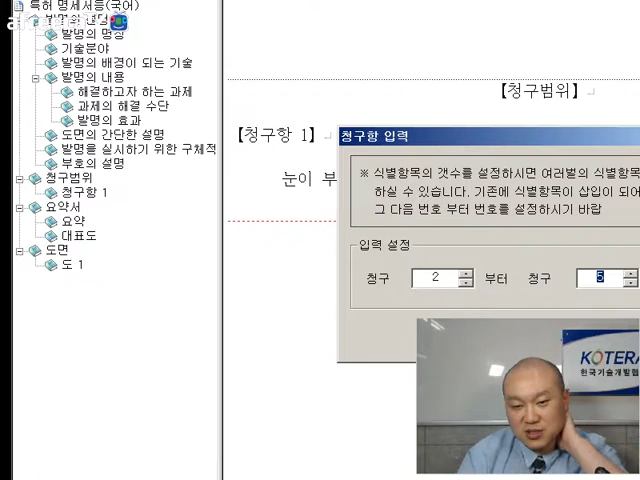 특허 명세서등(국어)
발명의 명칭
기술분야
발명의 배경이 되는 기술
발명의 내용
해결하고자 하는 과제
과제의 해결 수단
발명의 효과
도면의 간단한 설명
발명을 실시하기 위한 구체적
부호의 설명
청구범위
청구항 1
요약서
요약
대표도
도면
도 1
【청구범위】
【청구항 1】
눈이 부
청구항 입력
※ 식별항목의 갯수를 설정하시면 여러벌의 식별항목
하실 수 있습니다. 기존에 식별항목이 삽입이 되어
그 다음 번호 부터 번호를 설정하시기 바랍
입력 설정
청구 2 부터 청구 5
KOTERA
한국기술개발협